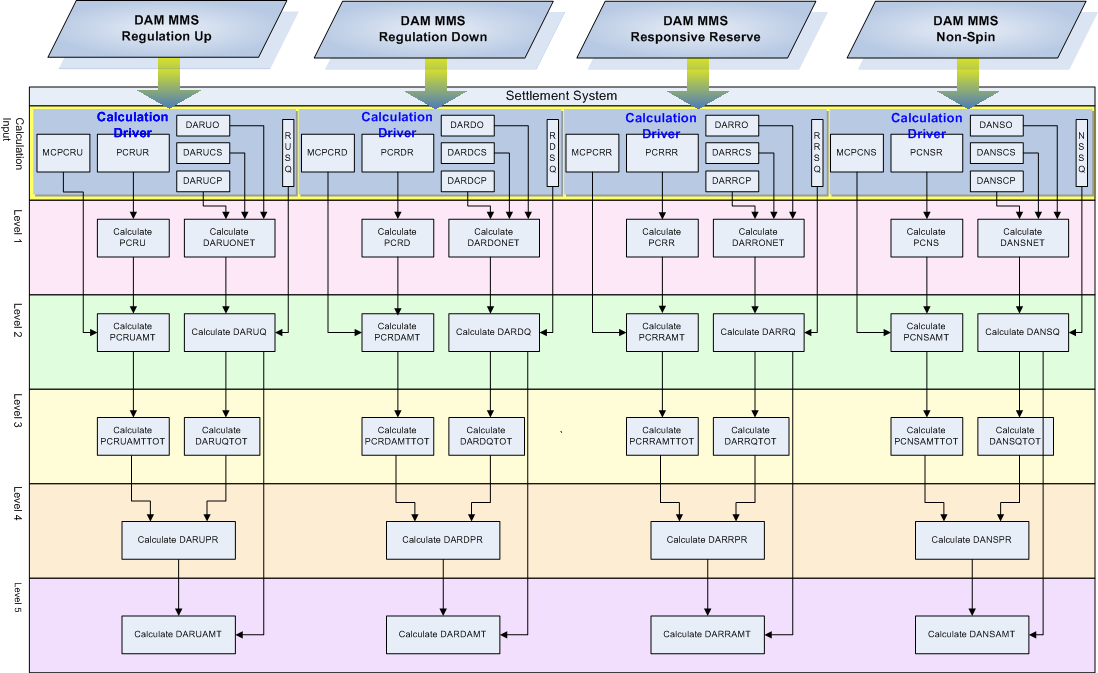 DAM MMS
Regulation Up
DAM MMS
Regulation Down
DAM MMS
Responsive Reserve
DAM MMS
Non-Spin
Settlement System
Calculation
Input
Calculation
Driver
MCPCRU
PCRUR
DARUO
DARUCS
DARUCP
RUSQ
Calculation
Driver
MCPCRD
PCRDR
DARDO
DARDCS
DARDCP
RDSQ
Calculation
Driver
MCPCRR
PCRRR
DARRO
DARRCS
DARRCP
RRSQ
Calculation
Driver
MCPCNS
PCNSR
DANSO
DANSCS
DANSCP
NSSQ
Level 1
Calculate
PCRU
Calculate
DARUONET
Calculate
PCRD
Calculate
DARDONET
Calculate
PCRR
Calculate
DARRONET
Calculate
PCNS
Calculate
DANSNET
Level 2
Calculate
PCRUAMT
Calculate DARUQ
Calculate
PCRDAMT
Calculate DARDQ
Calculate
PCRRAMT
Calculate DARRQ
Calculate
PCNSAMT
Calculate DANSQ
Level 3
Calculate
PCRUAMTTOT
Calculate
DARUQTOT
Calculate
PCRDAMTTOT
Calculate
DARDQTOT
Calculate
PCRRAMTTOT
Calculate
DARRQTOT
Calculate
PCNSAMTTOT
Calculate
DANSQTOT
Level 4
Calculate DARUPR
Calculate DARDPR
Calculate DARRPR
Calculate DANSPR
Level 5
Calculate DARUAMT
Calculate DARDAMT
Calculate DARRAMT
Calculate DANSAMT